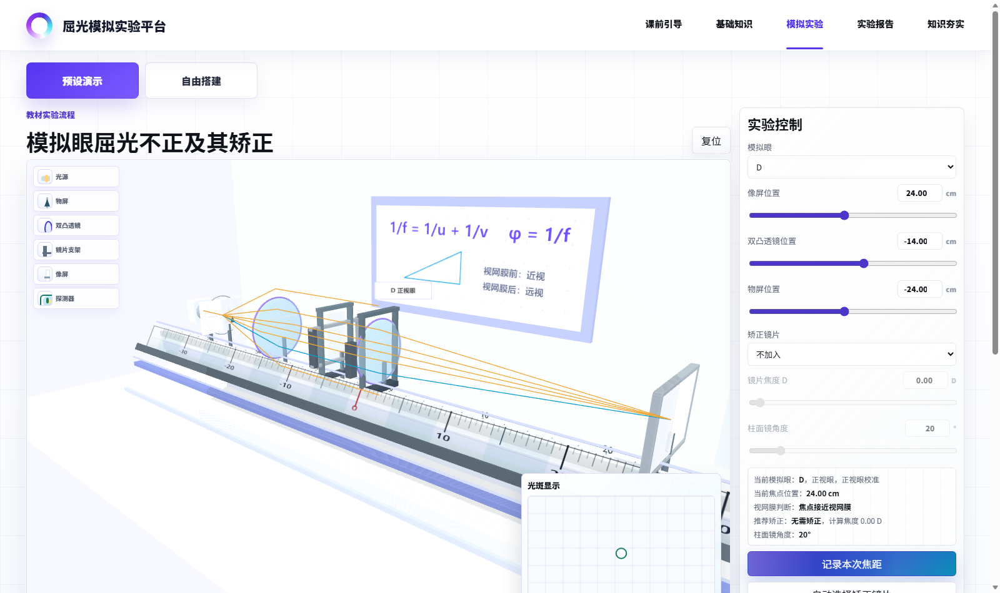 屈光模拟实验平台
课前引导
基础知识
模拟实验
实验报告
知识夯实
预设演示
自由搭建
教材实验流程
模拟眼屈光不正及其矫正
复位
光源
物屏
双凸透镜
镜片支架
像屏
探测器
1/f = 1/u + 1/v
φ = 1/f
视网膜前：近视
视网膜后：远视
D 正视眼
-30
-20
-10
10
20
光斑显示
实验控制
模拟眼
D
像屏位置
24.00 cm
双凸透镜位置
-14.00 cm
物屏位置
-24.00 cm
矫正镜片
不加入
镜片焦度 D
0.00 D
柱面镜角度
20 °
当前模拟眼：D，正视眼，正视眼校准
当前焦点位置：24.00 cm
视网膜判断：焦点接近视网膜
推荐矫正：无需矫正，计算焦度 0.00 D
柱面镜角度：20°
记录本次焦距
自动选择矫正镜片